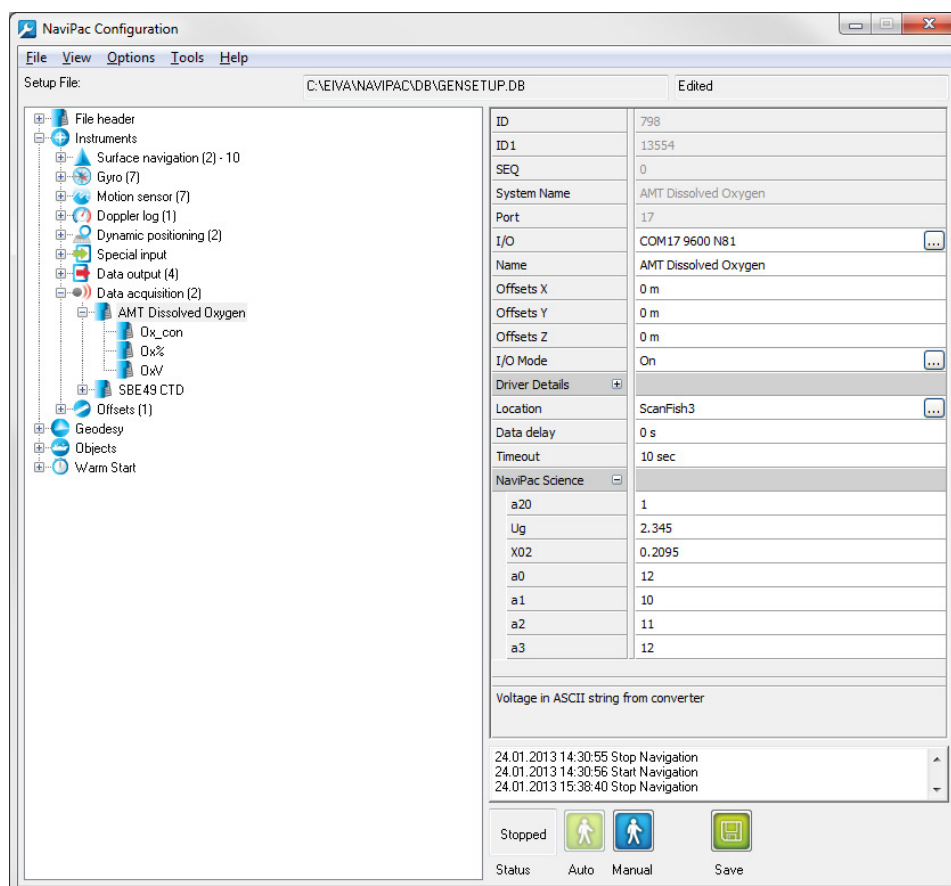 NaviPac Configuration
File View Options Tools Help
Setup File: C:\EIVA\NAVIPAC\DB\GENSETUP.DB Edited
File header
Instruments
Surface navigation (2) - 10
Gyro (7)
Motion sensor (7)
Doppler log (1)
Dynamic positioning (2)
Special input
Data output (4)
Data acquisition (2)
AMT Dissolved Oxygen
Ox_con
Ox%
OxV
SBE49 CTD
Offsets (1)
Geodesy
Objects
Warm Start
ID 798
ID1 13554
SEQ 0
System Name AMT Dissolved Oxygen
Port 17
I/O COM17 9600 N81 ...
Name AMT Dissolved Oxygen
Offsets X 0 m
Offsets Y 0 m
Offsets Z 0 m
I/O Mode On ...
Driver Details
Location ScanFish3 ...
Data delay 0 s
Timeout 10 sec
NaviPac Science
a20 1
Ug 2.345
XO2 0.2095
a0 12
a1 10
a2 11
a3 12
Voltage in ASCII string from converter
24.01.2013 14:30:55 Stop Navigation
24.01.2013 14:30:56 Start Navigation
24.01.2013 15:38:40 Stop Navigation
Stopped
Status Auto Manual Save